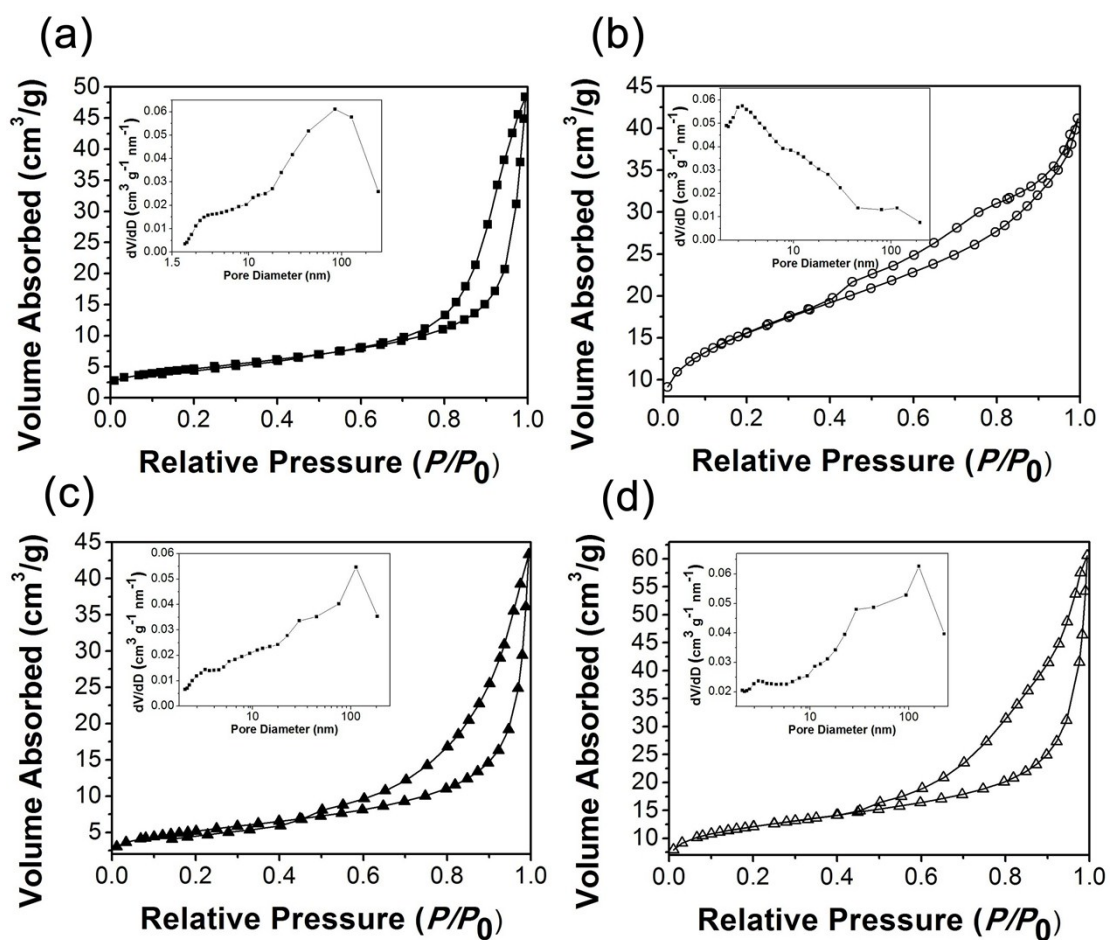 (a)
Volume Absorbed (cm³/g)
50
45
40
35
30
25
20
15
10
5
0
0.0 0.2 0.4 0.6 0.8 1.0
Relative Pressure (P/P₀)
dV/dD (cm³ g⁻¹ nm⁻¹)
0.06
0.05
0.04
0.03
0.02
0.01
0.00
1.5 10 100
Pore Diameter (nm)
(b)
Volume Absorbed (cm³/g)
45
40
35
30
25
20
15
10
0.0 0.2 0.4 0.6 0.8 1.0
Relative Pressure (P/P₀)
dV/dD (cm³ g⁻¹ nm⁻¹)
0.06
0.05
0.04
0.03
0.02
0.01
0.00
10 100
Pore Diameter (nm)
(c)
Volume Absorbed (cm³/g)
45
40
35
30
25
20
15
10
5
0.0 0.2 0.4 0.6 0.8 1.0
Relative Pressure (P/P₀)
dV/dD (cm³ g⁻¹ nm⁻¹)
0.06
0.05
0.04
0.03
0.02
0.01
0.00
10 100
Pore Diameter (nm)
(d)
Volume Absorbed (cm³/g)
60
50
40
30
20
10
0.0 0.2 0.4 0.6 0.8 1.0
Relative Pressure (P/P₀)
dV/dD (cm³ g⁻¹ nm⁻¹)
0.06
0.05
0.04
0.03
0.02
10 100
Pore Diameter (nm)